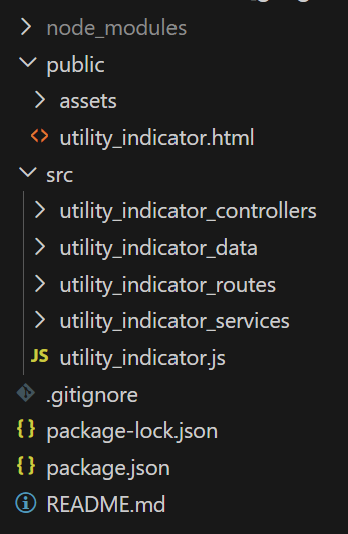 node_modules
public
assets
utility_indicator.html
src
utility_indicator_controllers
utility_indicator_data
utility_indicator_routes
utility_indicator_services
JS utility_indicator.js
.gitignore
{} package-lock.json
{} package.json
README.md